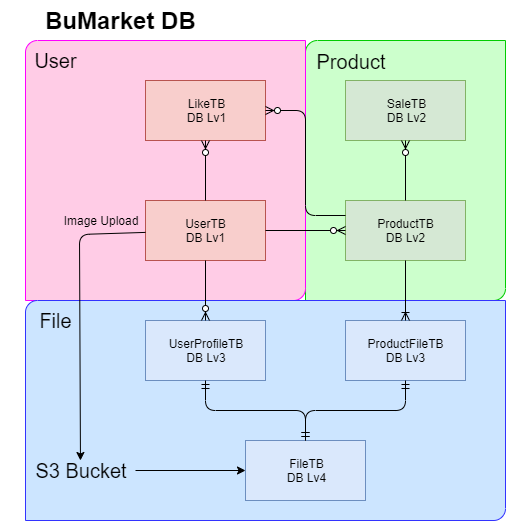 BuMarket DB
User
Product
LikeTB
DB Lv1
SaleTB
DB Lv2
Image Upload
UserTB
DB Lv1
ProductTB
DB Lv2
File
UserProfileTB
DB Lv3
ProductFileTB
DB Lv3
S3 Bucket
FileTB
DB Lv4